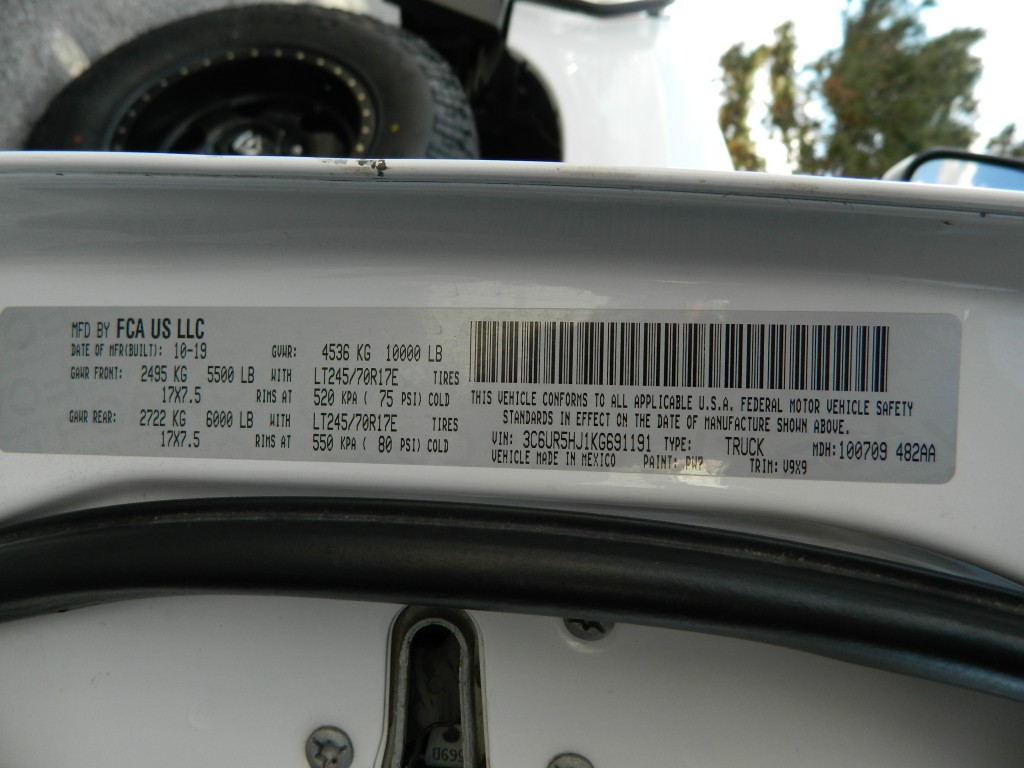 MFD BY FCA US LLC
DATE OF MFR(BUILT): 10-19 GVWR: 4536 KG 10000 LB
GAWR FRONT: 2495 KG 5500 LB WITH LT245/70R17E TIRES
17X7.5 RIMS AT 520 KPA ( 75 PSI) COLD
GAWR REAR: 2722 KG 6000 LB WITH LT245/70R17E TIRES
17X7.5 RIMS AT 550 KPA ( 80 PSI) COLD
THIS VEHICLE CONFORMS TO ALL APPLICABLE U.S.A. FEDERAL MOTOR VEHICLE SAFETY
STANDARDS IN EFFECT ON THE DATE OF MANUFACTURE SHOWN ABOVE.
VIN: 3C6UR5HJ1KG691191 TYPE: TRUCK MDH:100709 482AA
VEHICLE MADE IN MEXICO PAINT: PW7 TRIM: V9X9